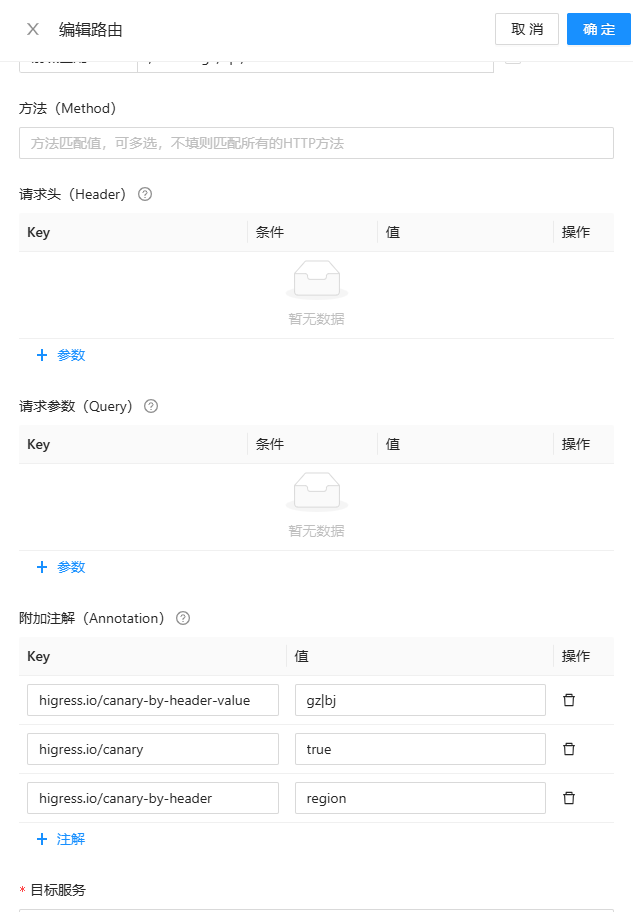 编辑路由
取 消
确 定
方法（Method）
方法匹配值，可多选，不填则匹配所有的HTTP方法
请求头（Header）
Key 条件 值 操作
暂无数据
+ 参数
请求参数（Query）
Key 条件 值 操作
暂无数据
+ 参数
附加注解（Annotation）
Key 值 操作
higress.io/canary-by-header-value gz|bj
higress.io/canary true
higress.io/canary-by-header region
+ 注解
* 目标服务